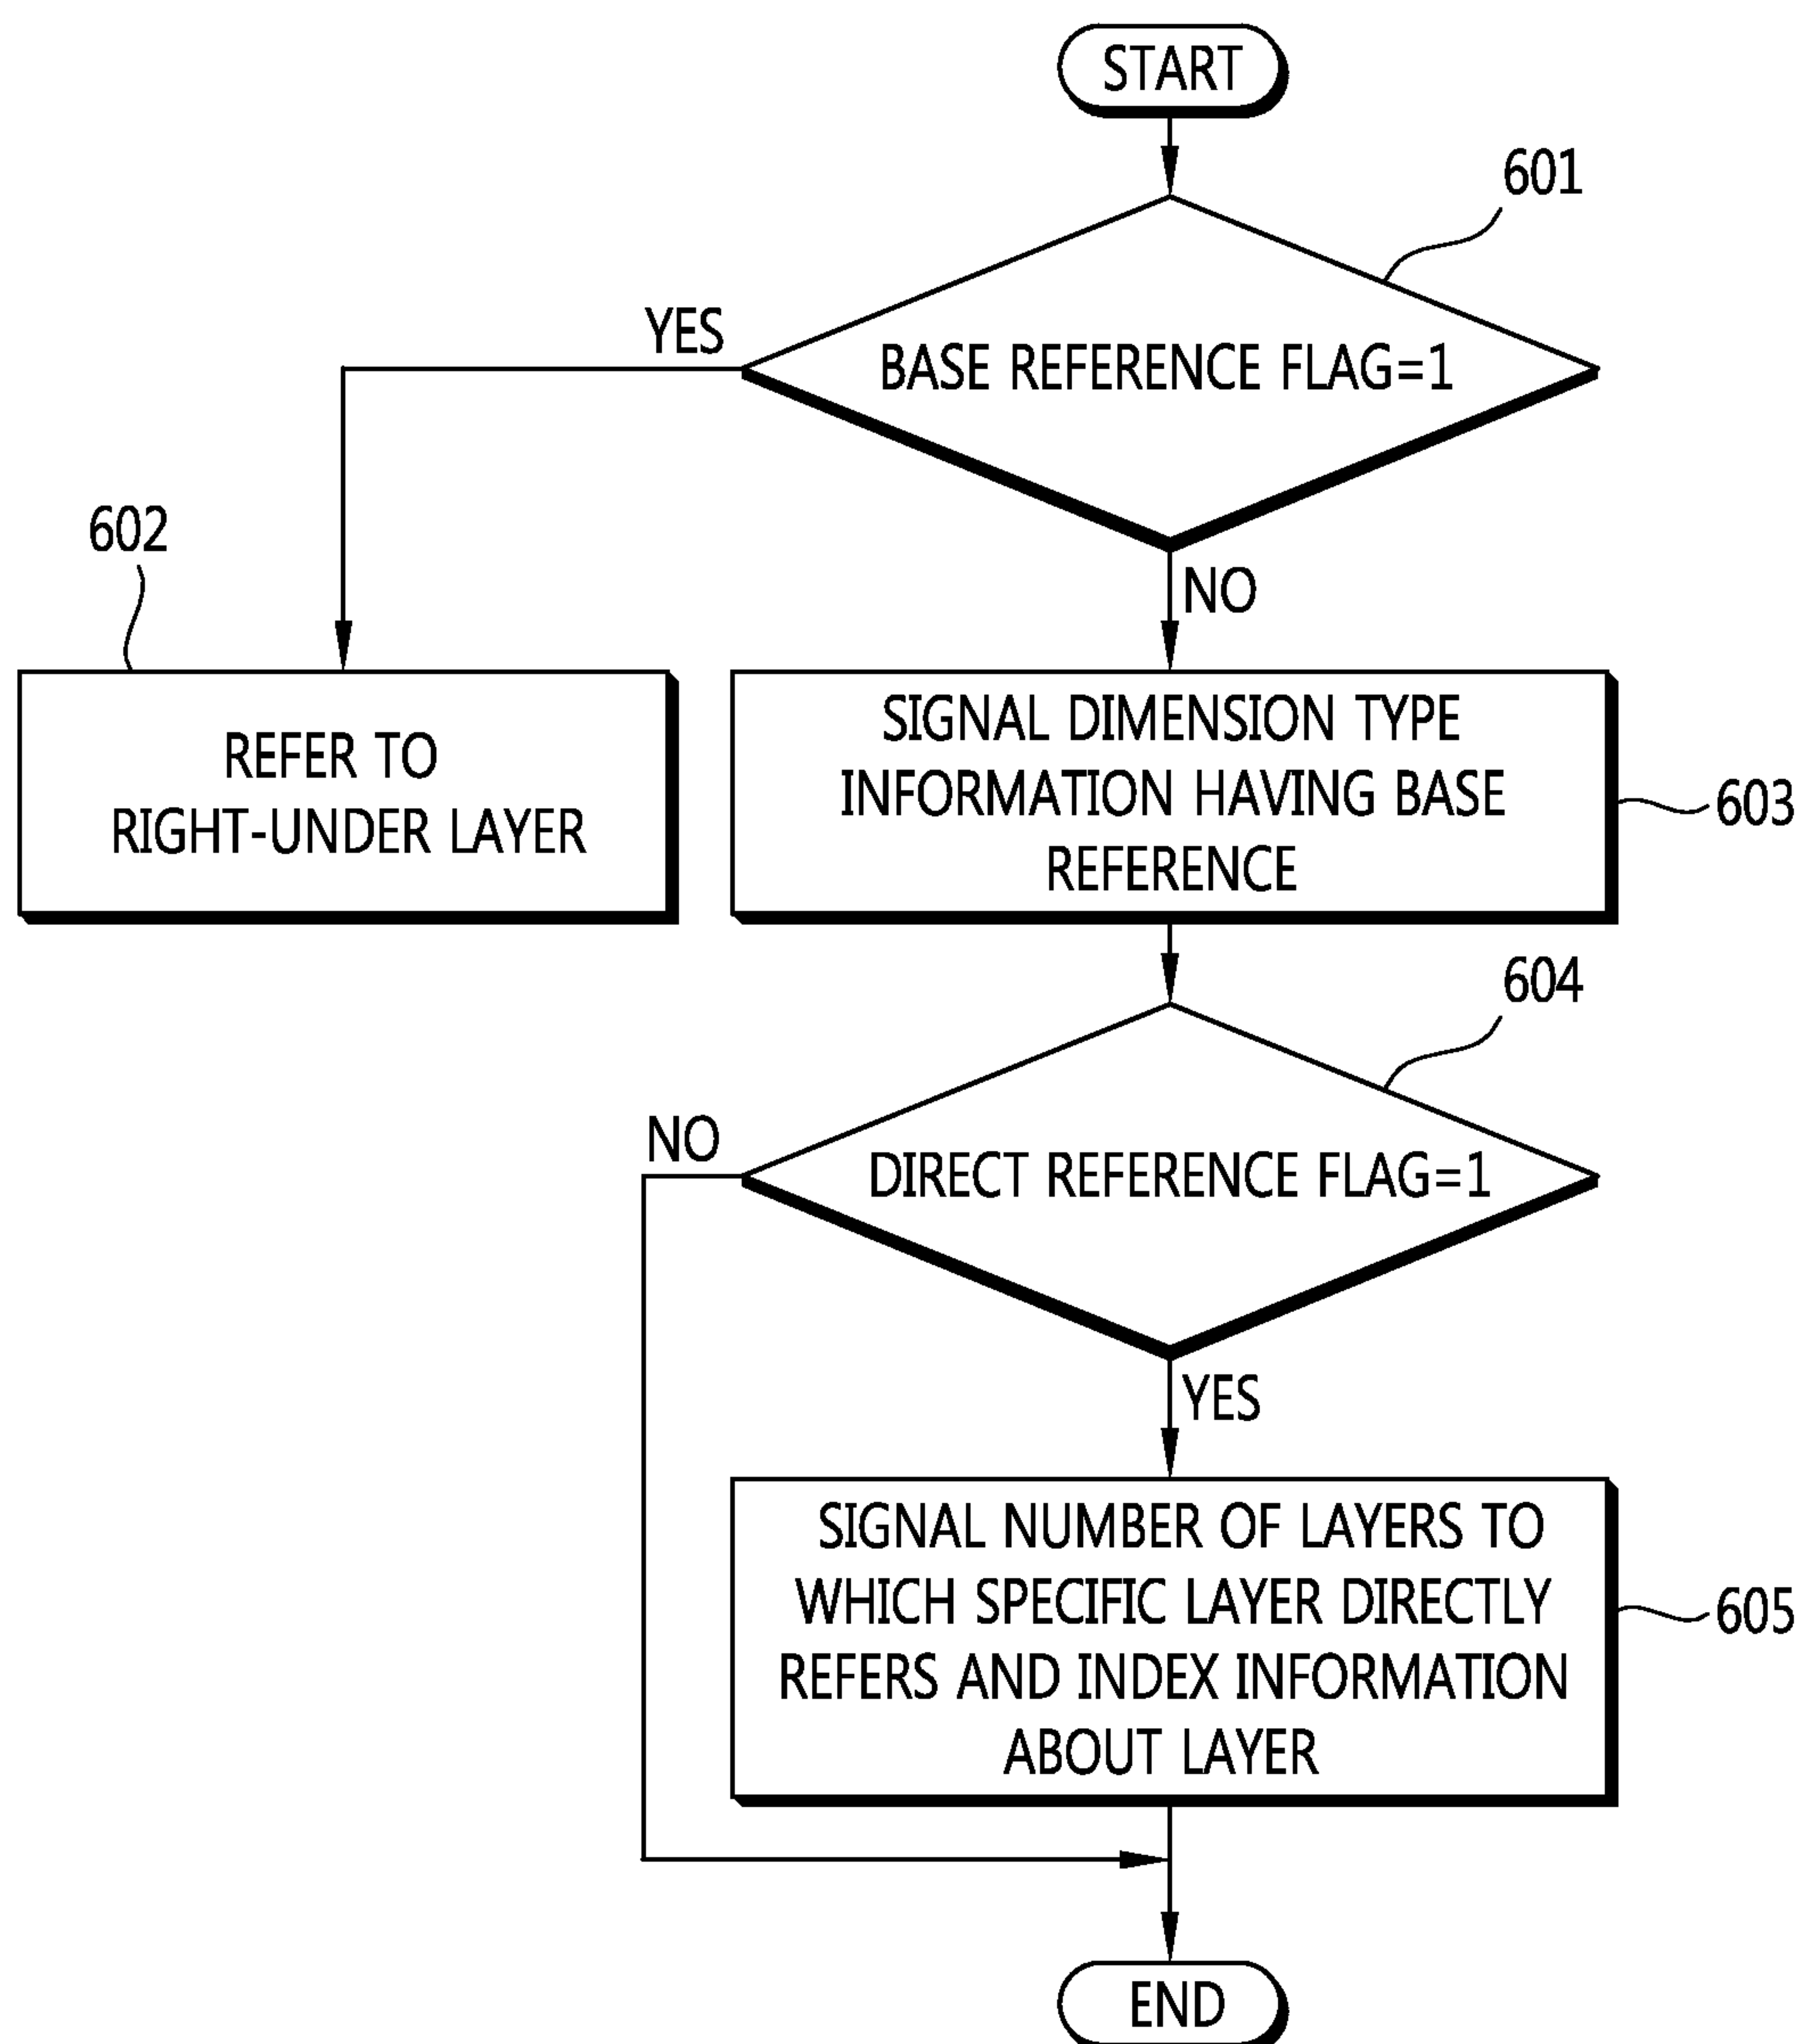 START
601
YES
BASE REFERENCE FLAG=1
602
NO
REFER TO
RIGHT-UNDER LAYER
SIGNAL DIMENSION TYPE
INFORMATION HAVING BASE
REFERENCE
603
604
NO
DIRECT REFERENCE FLAG=1
YES
SIGNAL NUMBER OF LAYERS TO
WHICH SPECIFIC LAYER DIRECTLY
REFERS AND INDEX INFORMATION
ABOUT LAYER
605
END